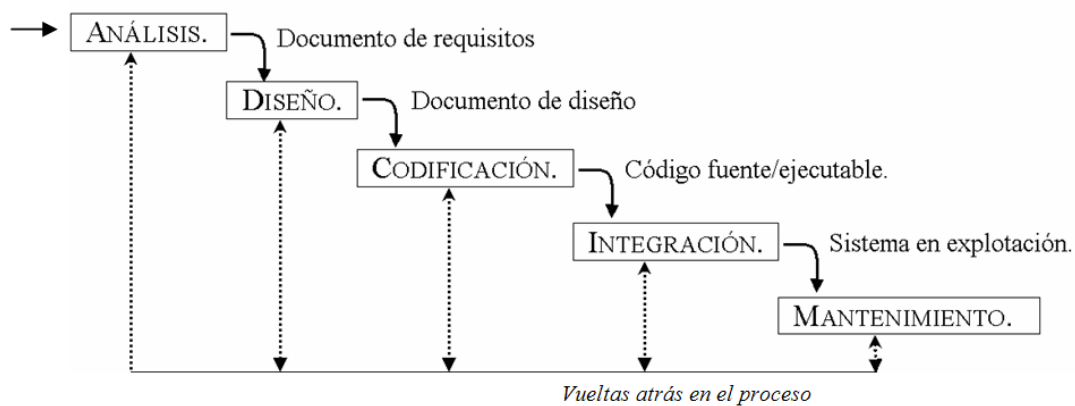 ANÁLISIS.
Documento de requisitos
DISEÑO.
Documento de diseño
CODIFICACIÓN.
Código fuente/ejecutable.
INTEGRACIÓN.
Sistema en explotación.
MANTENIMIENTO.
Vueltas atrás en el proceso